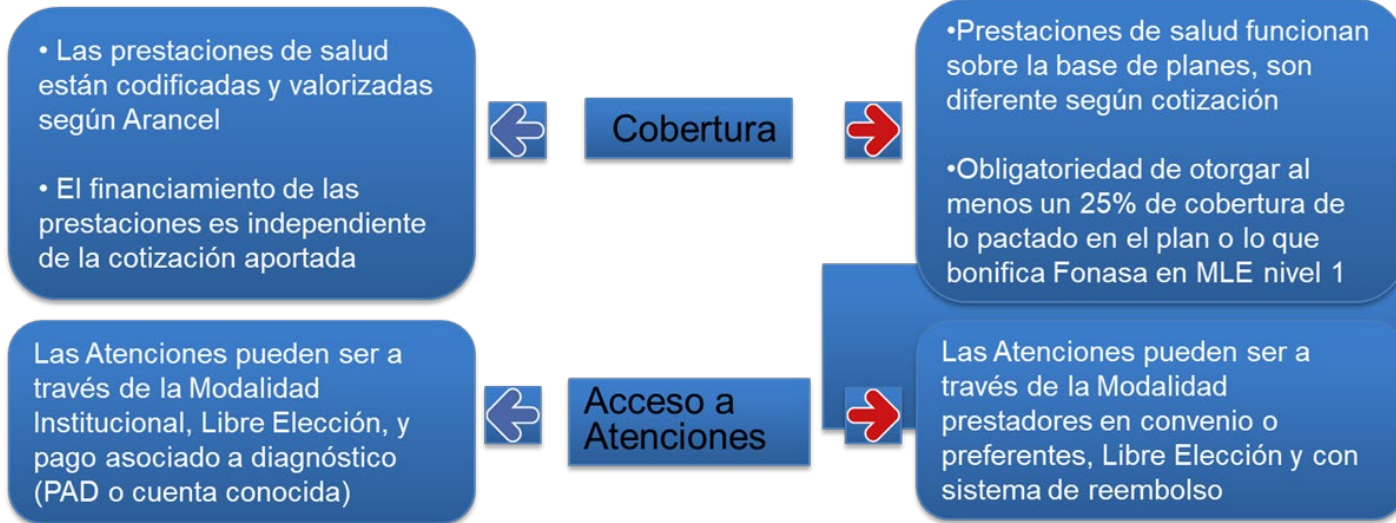 • Las prestaciones de salud
están codificadas y valorizadas
según Arancel
• El financiamiento de las
prestaciones es independiente
de la cotización aportada
Cobertura
•Prestaciones de salud funcionan
sobre la base de planes, son
diferente según cotización
•Obligatoriedad de otorgar al
menos un 25% de cobertura de
lo pactado en el plan o lo que
bonifica Fonasa en MLE nivel 1
Las Atenciones pueden ser a
través de la Modalidad
Institucional, Libre Elección, y
pago asociado a diagnóstico
(PAD o cuenta conocida)
Acceso a
Atenciones
Las Atenciones pueden ser a
través de la Modalidad
prestadores en convenio o
preferentes, Libre Elección y con
sistema de reembolso